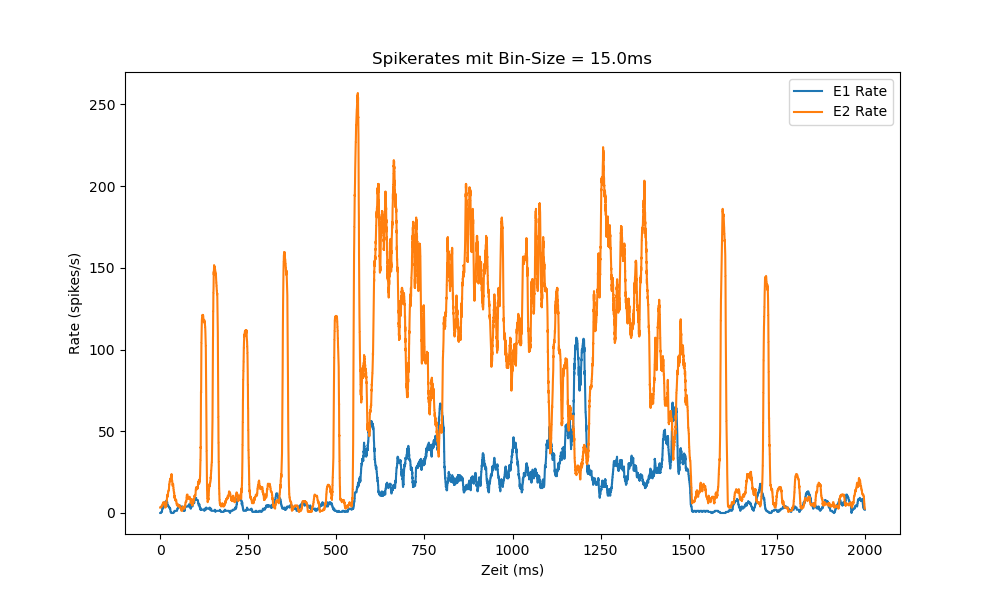 Spikerates mit Bin-Size = 15.0ms
E1 Rate
E2 Rate
Rate (spikes/s)
250
200
150
100
50
0
0 250 500 750 1000 1250 1500 1750 2000
Zeit (ms)